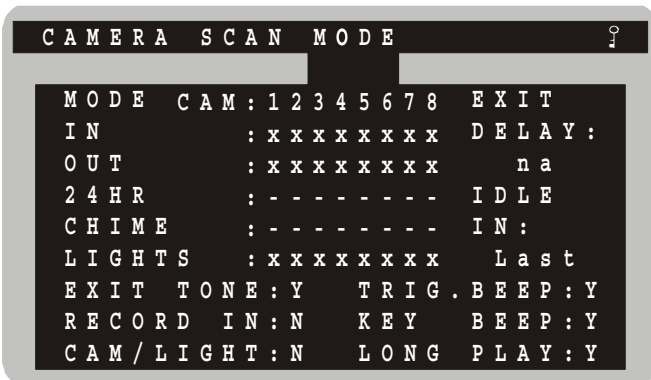 CAMERA SCAN MODE
MODE CAM:12345678 EXIT
IN :xxxxxxxx DELAY:
OUT :xxxxxxxx na
24HR :-------- IDLE
CHIME :-------- IN:
LIGHTS :xxxxxxxx Last
EXIT TONE:Y TRIG.BEEP:Y
RECORD IN:N KEY BEEP:Y
CAM/LIGHT:N LONG PLAY:Y